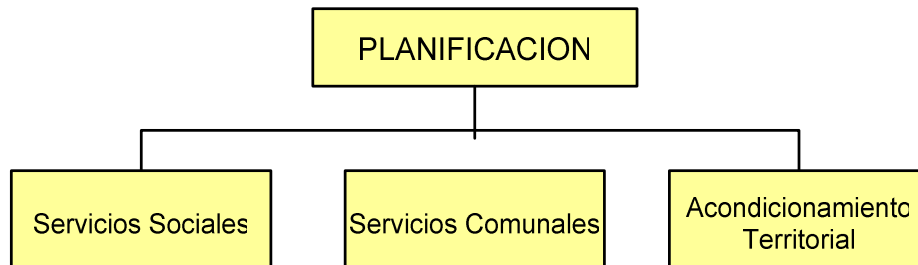 PLANIFICACION
Servicios Sociales
Servicios Comunales
Acondicionamiento
Territorial